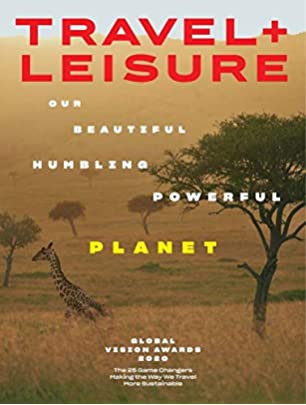 TRAVEL+
LEISURE
OUR
BEAUTIFUL
HUMBLING
POWERFUL
PLANET
GLOBAL
VISION AWARDS
2020
The 25 Game Changers
Making the Way We Travel
More Sustainable